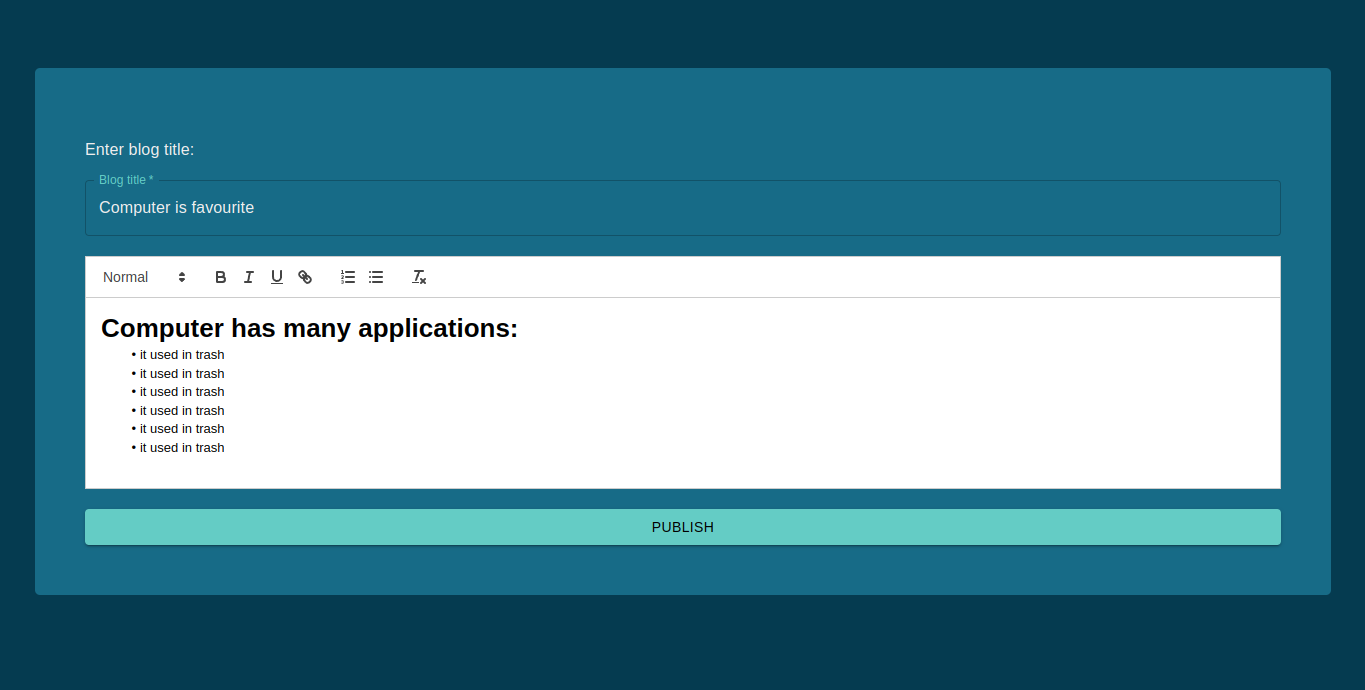 Enter blog title:
Blog title *
Computer is favourite
Normal
Computer has many applications:
• it used in trash
• it used in trash
• it used in trash
• it used in trash
• it used in trash
• it used in trash
PUBLISH